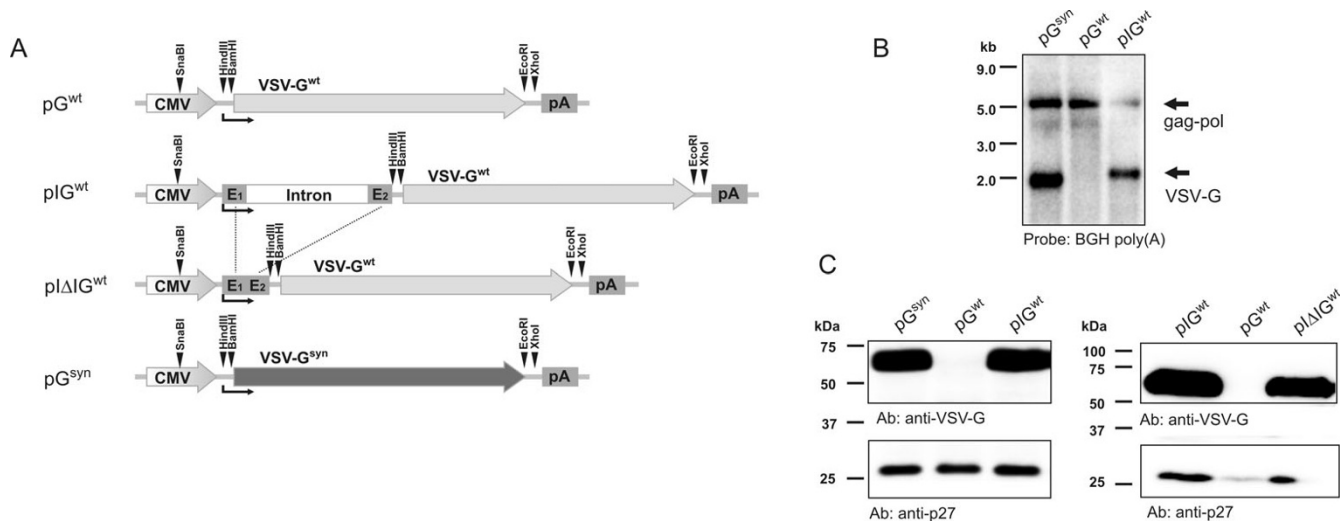 A
pG^wt
SnaBI
HindIII
BamHI
EcoRI
XhoI
CMV
VSV-G^wt
pA
pIG^wt
SnaBI
HindIII
BamHI
EcoRI
XhoI
CMV
E1
Intron
E2
VSV-G^wt
pA
pIΔIG^wt
SnaBI
HindIII
BamHI
EcoRI
XhoI
CMV
E1 E2
VSV-G^wt
pA
pG^syn
SnaBI
HindIII
BamHI
EcoRI
XhoI
CMV
VSV-G^syn
pA
B
pG^syn pG^wt pIG^wt
kb
9.0
5.0
3.0
2.0
gag-pol
VSV-G
Probe: BGH poly(A)
C
pG^syn pG^wt pIG^wt
kDa
75
50
37
25
Ab: anti-VSV-G
Ab: anti-p27
pIG^wt pG^wt pIΔIG^wt
kDa
100
75
50
37
25
Ab: anti-VSV-G
Ab: anti-p27